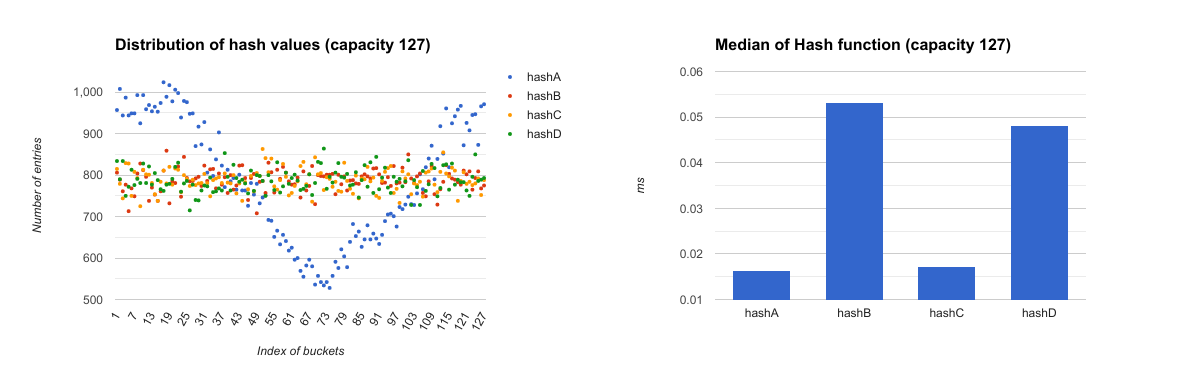 Distribution of hash values (capacity 127)
1,000
900
800
700
600
500
Number of entries
1 7 13 19 25 31 37 43 49 55 61 67 73 79 85 91 97 103 109 115 121 127
Index of buckets
hashA
hashB
hashC
hashD
Median of Hash function (capacity 127)
0.06
0.05
0.04
0.03
0.02
0.01
ms
hashA hashB hashC hashD